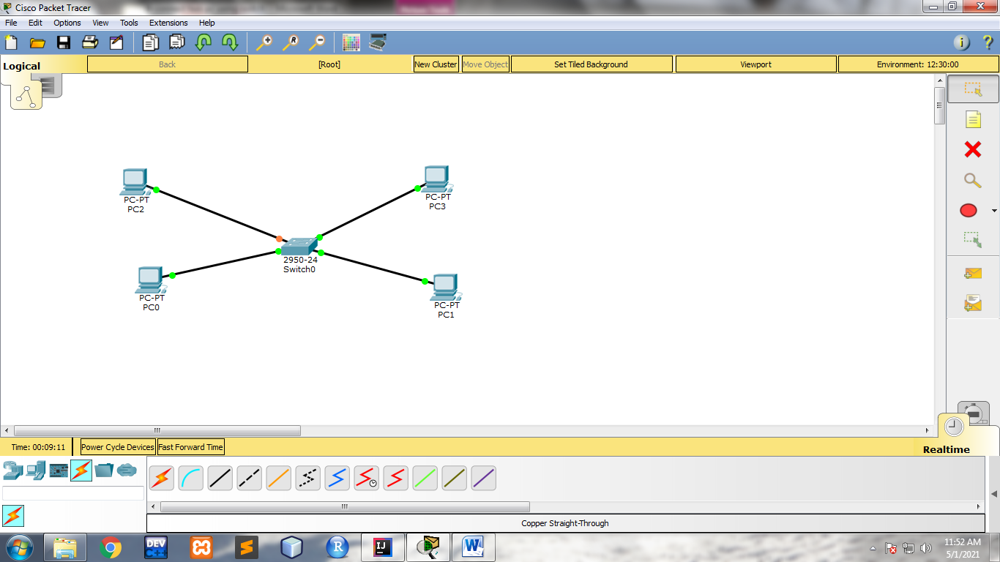 Cisco Packet Tracer
File Edit Options View Tools Extensions Help
Logical
Back
[Root]
New Cluster
Move Object
Set Tiled Background
Viewport
Environment: 12:30:00
PC-PT
PC2
PC-PT
PC3
2950-24
Switch0
PC-PT
PC0
PC-PT
PC1
Time: 00:09:11
Power Cycle Devices
Fast Forward Time
Realtime
Copper Straight-Through
DEV
C++
R
IJ
W
11:52 AM
5/1/2021